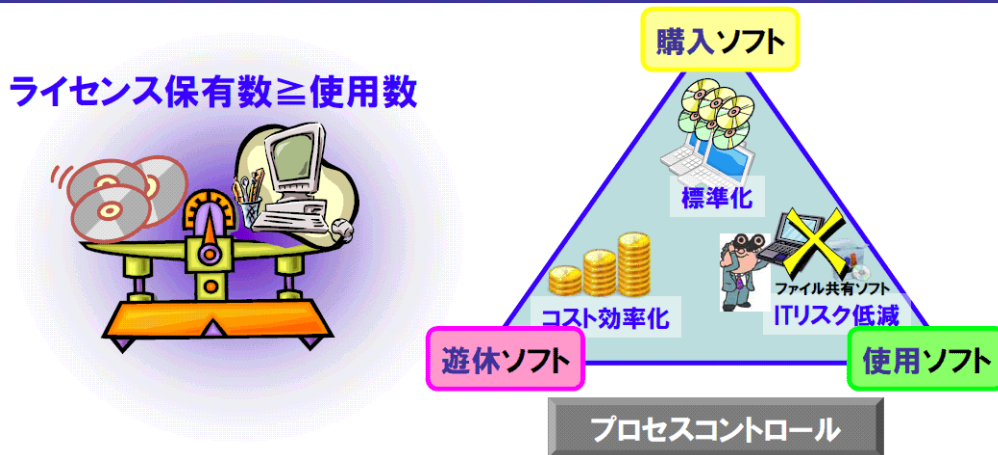 ライセンス保有数≧使用数
購入ソフト
標準化
コスト効率化
ファイル共有ソフト
ITリスク低減
遊休ソフト
使用ソフト
プロセスコントロール